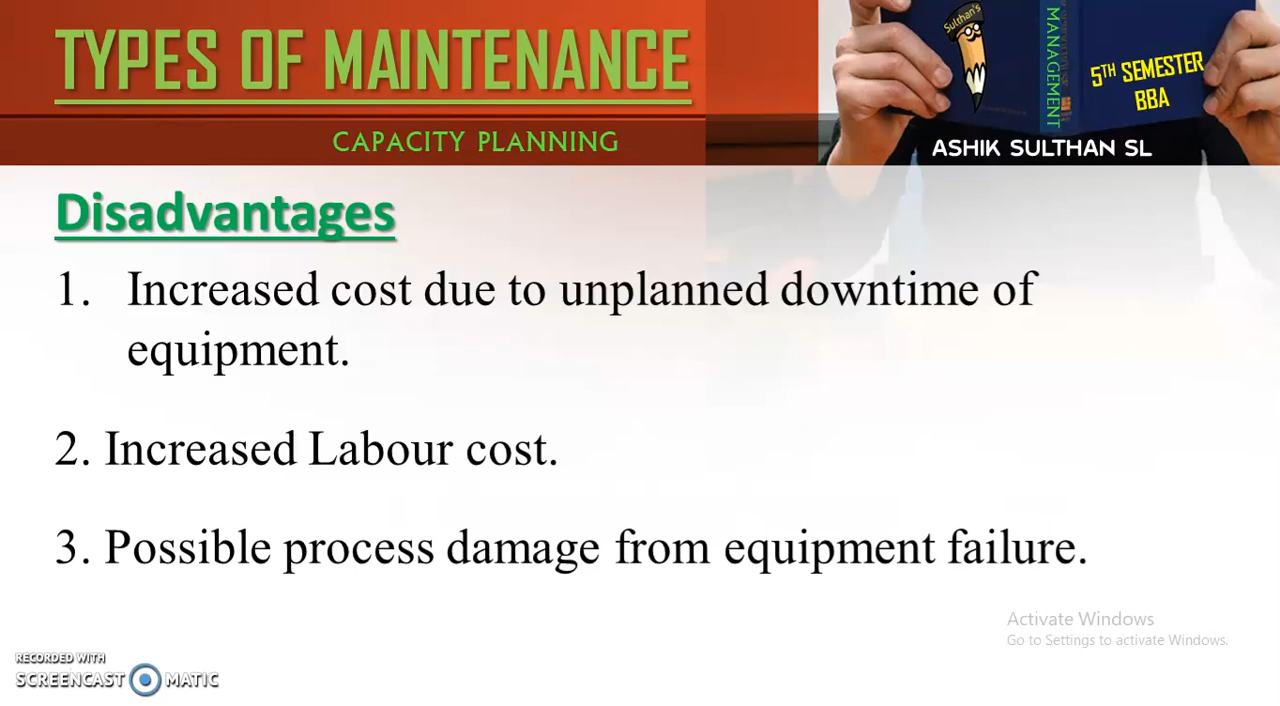 TYPES OF MAINTENANCE
CAPACITY PLANNING
Sulthan's
MANAGEMENT
5TH SEMESTER
BBA
ASHIK SULTHAN SL
Disadvantages
1. Increased cost due to unplanned downtime of
equipment.
2. Increased Labour cost.
3. Possible process damage from equipment failure.
Activate Windows
Go to Settings to activate Windows.
RECORDED WITH
SCREENCAST MATIC